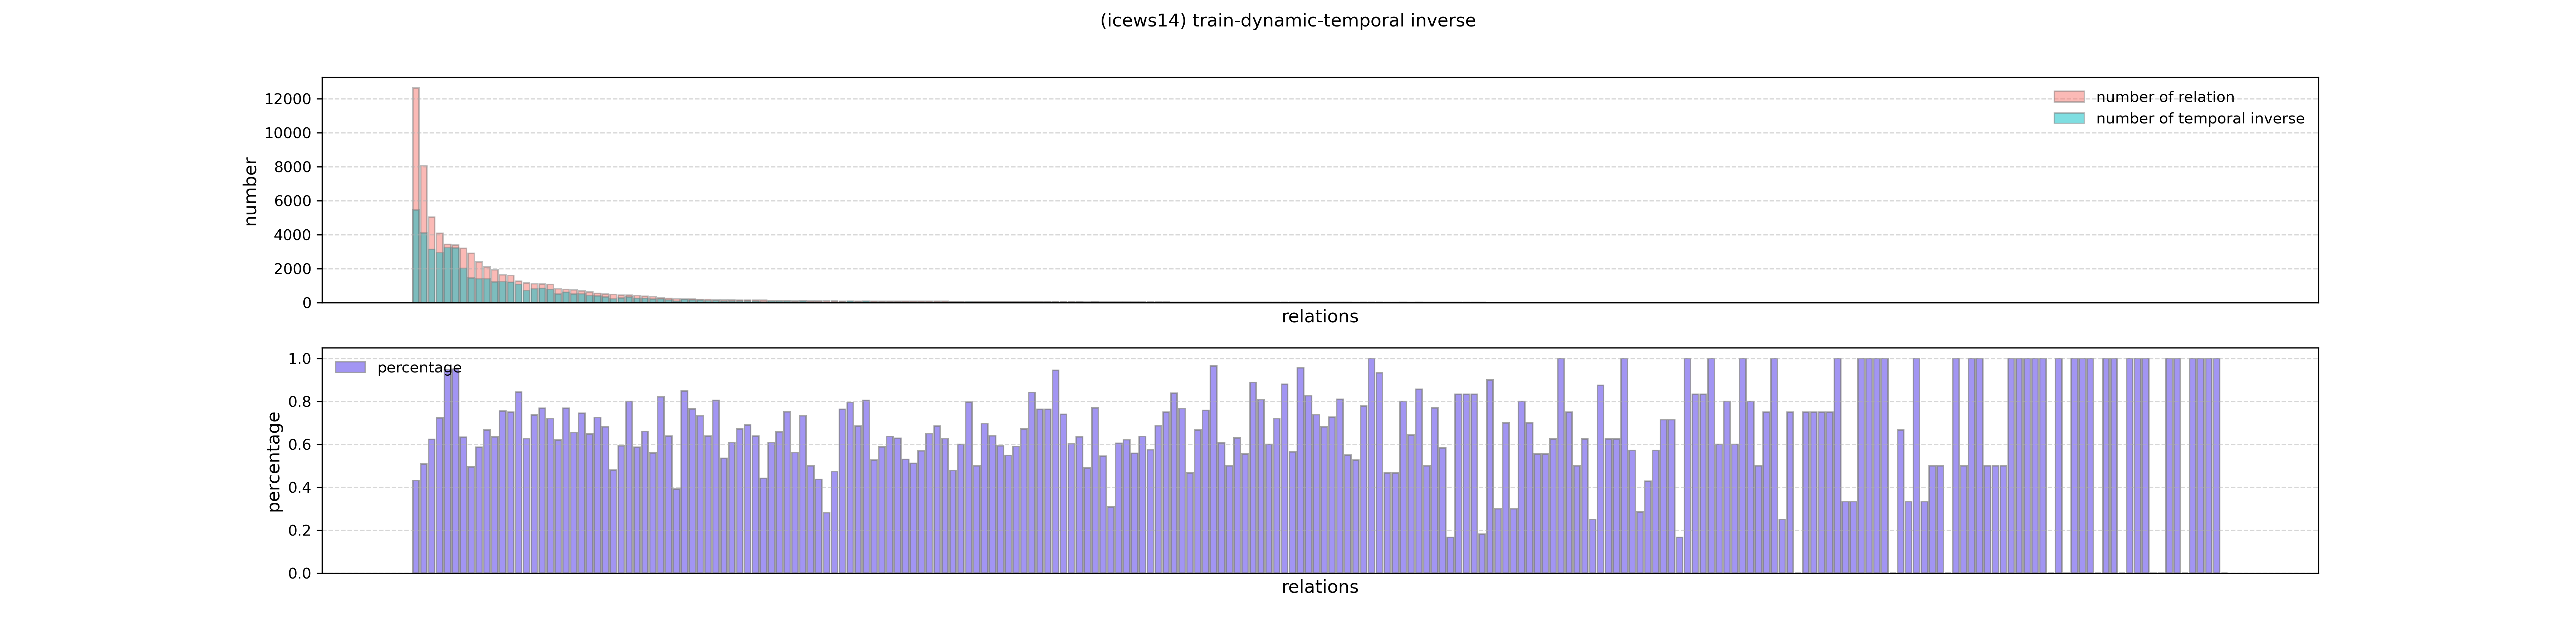 (icews14) train-dynamic-temporal inverse
12000
10000
8000
6000
4000
2000
0
number
number of relation
number of temporal inverse
relations
1.0
0.8
0.6
0.4
0.2
0.0
percentage
percentage
relations